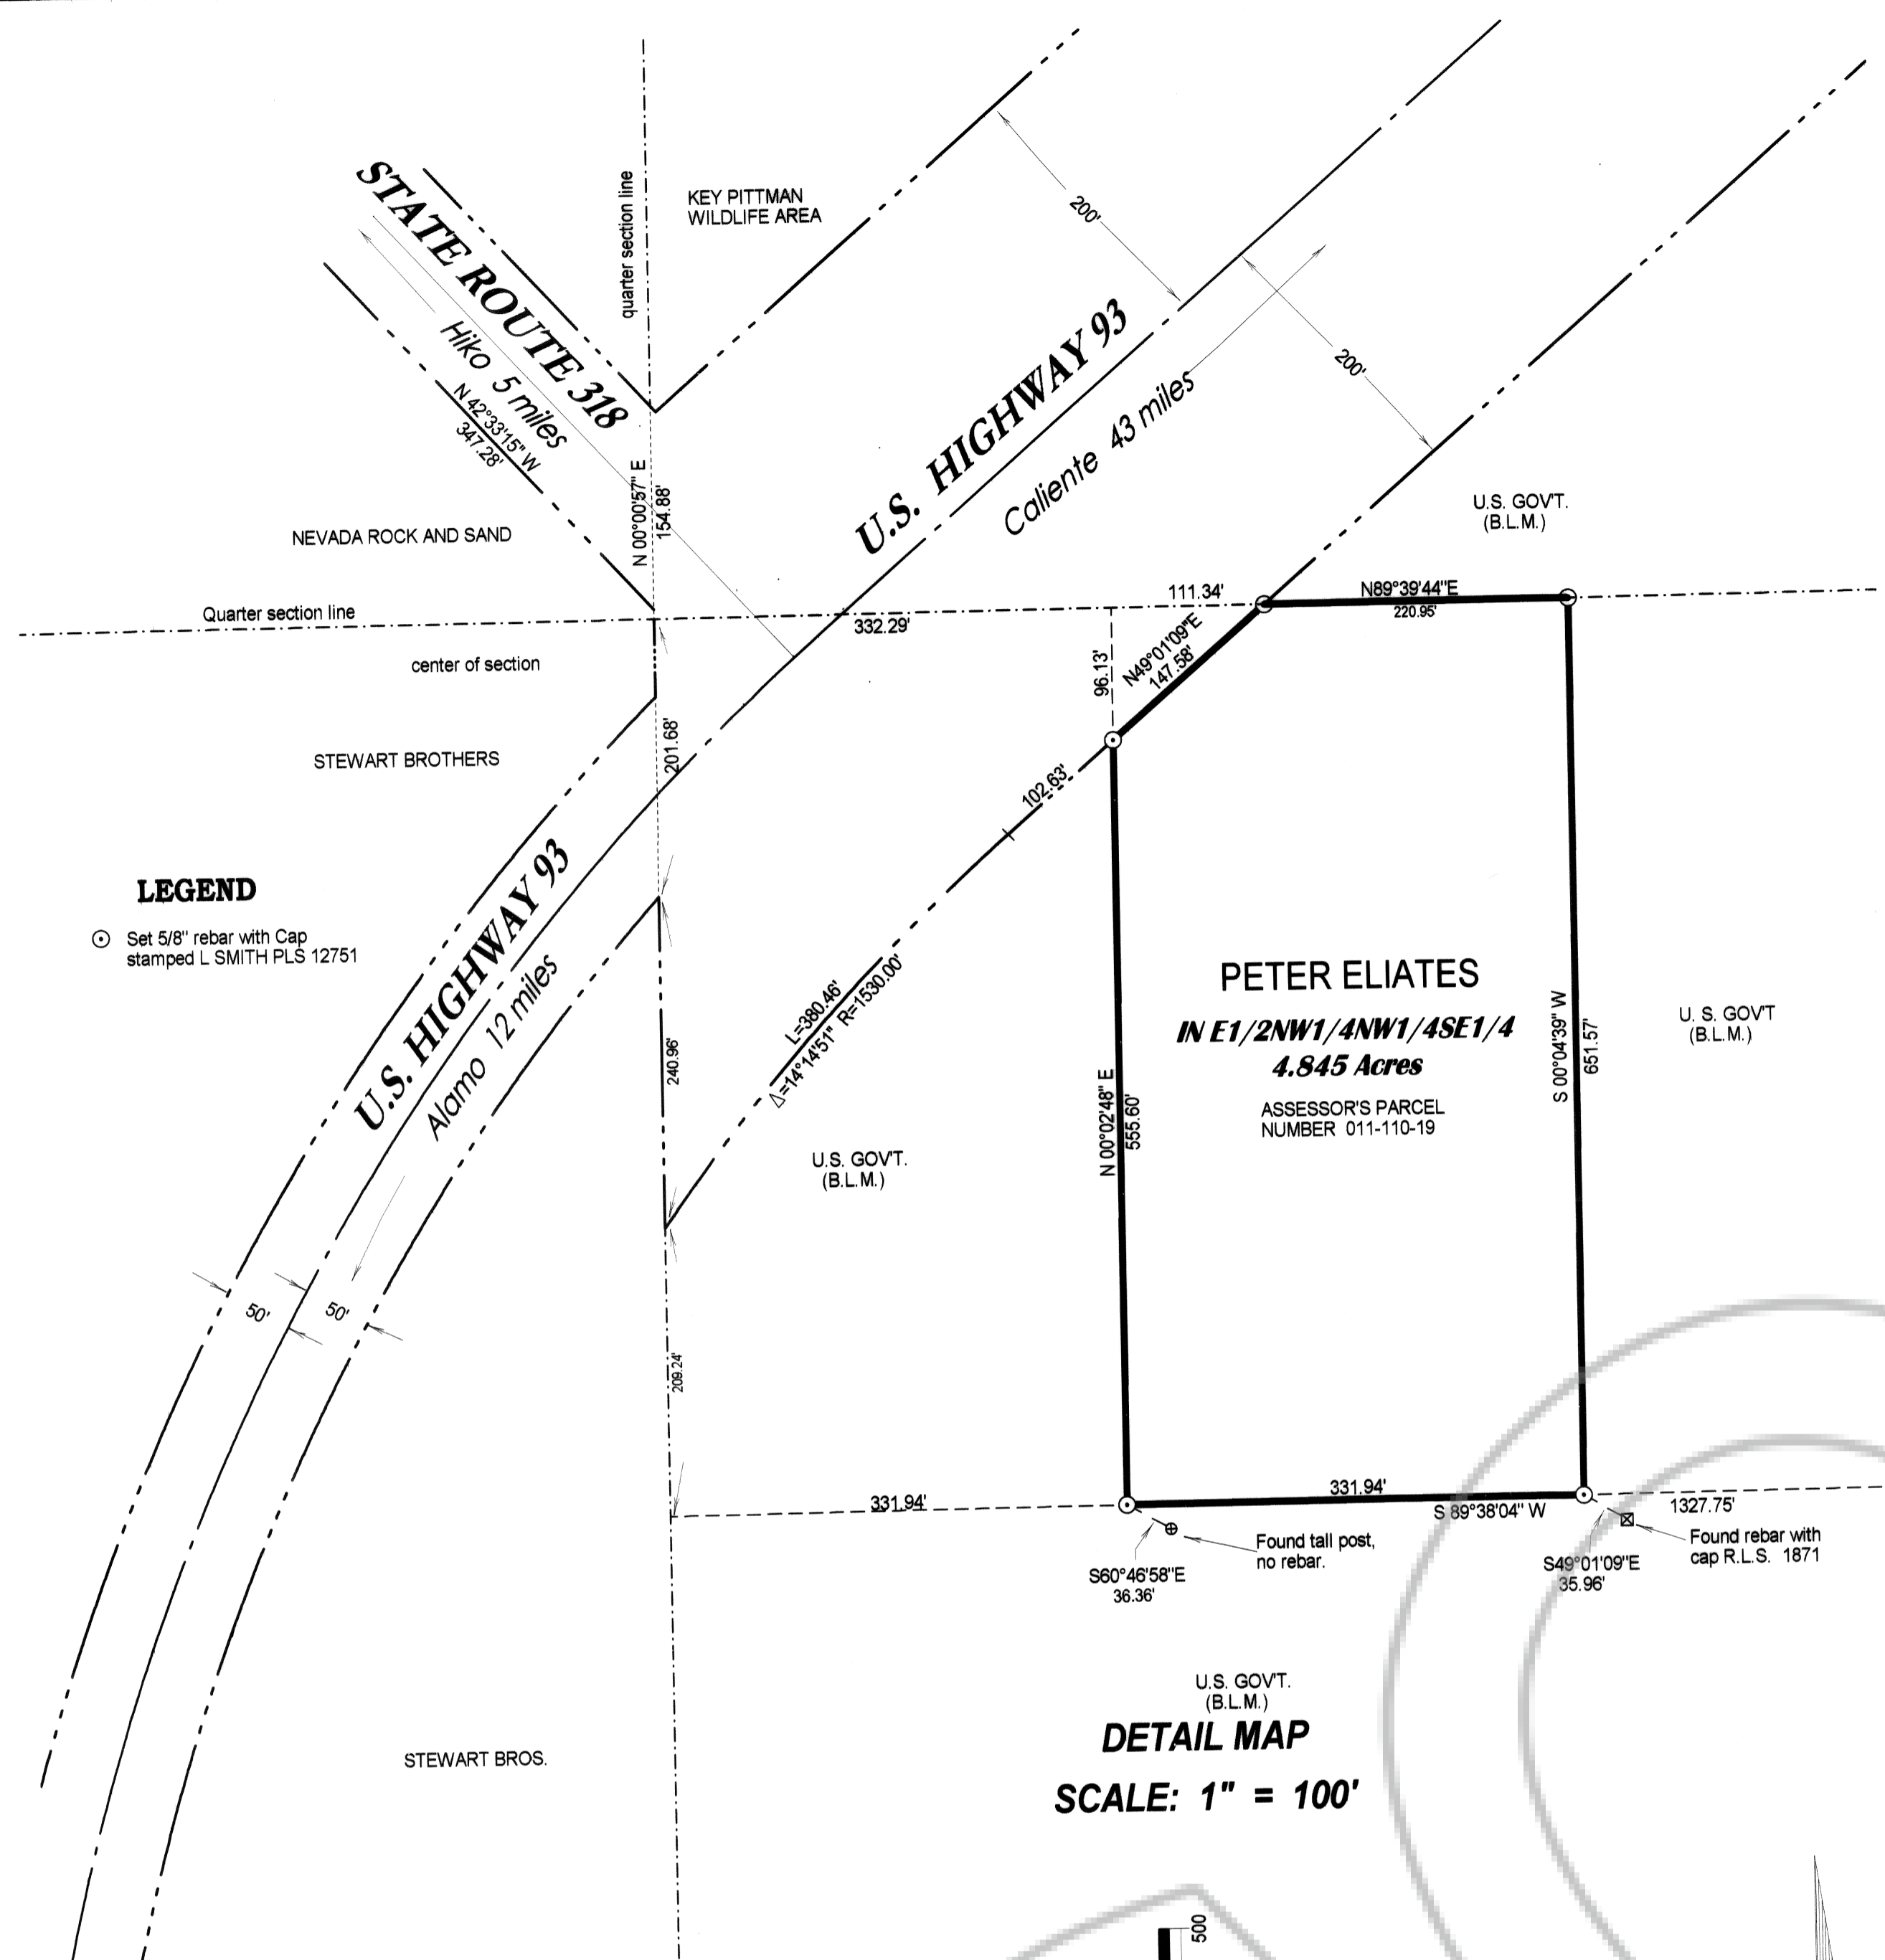 KEY PITTMAN
WILDLIFE AREA
quarter section line
STATE ROUTE 318
Hiko 5 miles
N 42°33'15" W
347.28'
200'
200'
U.S. HIGHWAY 93
Caliente 43 miles
N 00°00'57" E
154.88'
NEVADA ROCK AND SAND
U.S. GOV'T.
(B.L.M.)
Quarter section line
332.29'
111.34'
N89°39'44"E
220.95'
center of section
96.13'
N49°01'09"E
147.58'
201.68'
102.63'
STEWART BROTHERS
LEGEND
Set 5/8" rebar with Cap
stamped L SMITH PLS 12751
U.S. HIGHWAY 93
Alamo 12 miles
240.96'
L=380.46'
Δ=14°14'51" R=1530.00'
PETER ELIATES
IN E1/2NW1/4NW1/4SE1/4
4.845 Acres
ASSESSOR'S PARCEL
NUMBER 011-110-19
N 00°02'48" E
555.60'
S 00°04'39" W
651.57'
U. S. GOV'T
(B.L.M.)
U.S. GOV'T.
(B.L.M.)
50'
50'
209.24'
331.94'
331.94'
S 89°38'04" W
1327.75'
Found tall post,
no rebar.
S60°46'58"E
36.36'
S49°01'09"E
35.96'
Found rebar with
cap R.L.S. 1871
U.S. GOV'T.
(B.L.M.)
DETAIL MAP
SCALE: 1" = 100'
STEWART BROS.
500